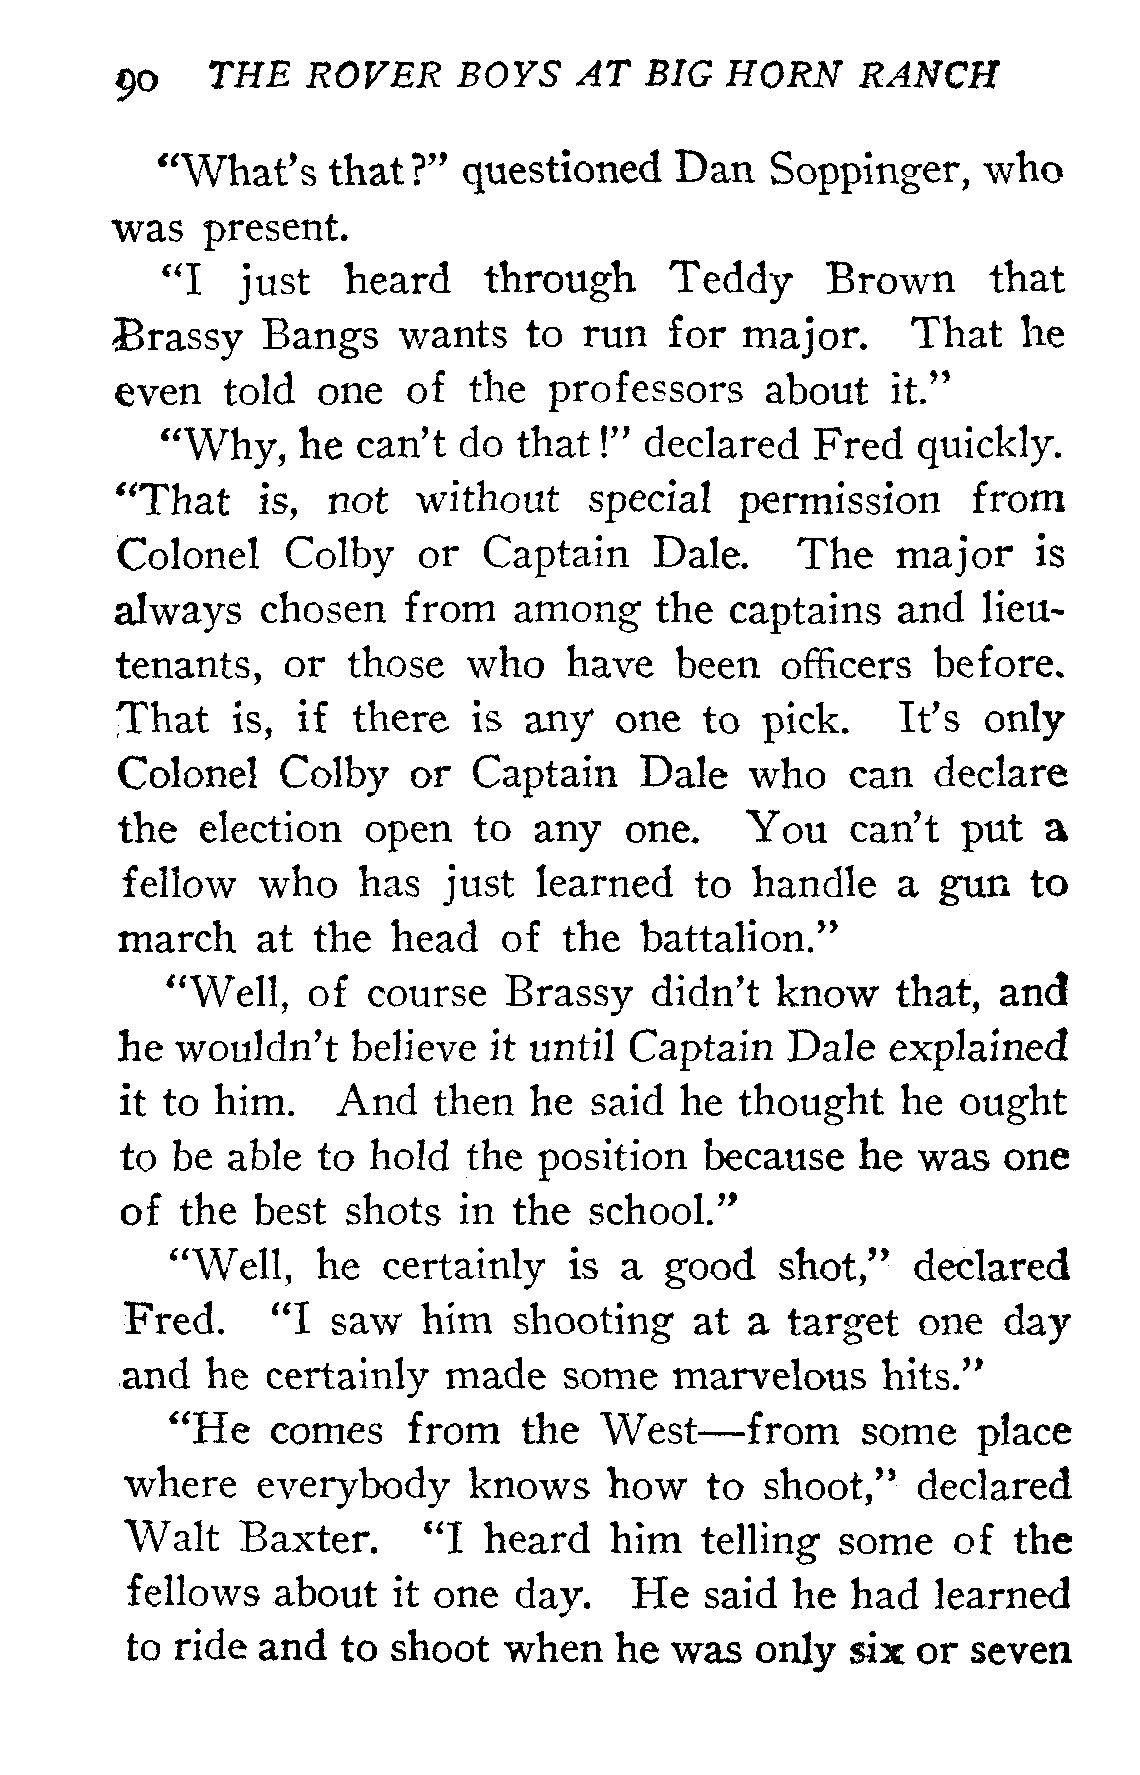 90 THE ROVER BOYS AT BIG HORN RANCH
"What's that?" questioned Dan Soppinger, who
was present.
"I just heard through Teddy Brown that
Brassy Bangs wants to run for major. That he
even told one of the professors about it."
"Why, he can't do that!" declared Fred quickly.
"That is, not without special permission from
Colonel Colby or Captain Dale. The major is
always chosen from among the captains and lieu-
tenants, or those who have been officers before.
That is, if there is any one to pick. It's only
Colonel Colby or Captain Dale who can declare
the election open to any one. You can't put a
fellow who has just learned to handle a gun to
march at the head of the battalion."
"Well, of course Brassy didn't know that, and
he wouldn't believe it until Captain Dale explained
it to him. And then he said he thought he ought
to be able to hold the position because he was one
of the best shots in the school."
"Well, he certainly is a good shot," declared
Fred. "I saw him shooting at a target one day
and he certainly made some marvelous hits."
"He comes from the West—from some place
where everybody knows how to shoot," declared
Walt Baxter. "I heard him telling some of the
fellows about it one day. He said he had learned
to ride and to shoot when he was only six or seven